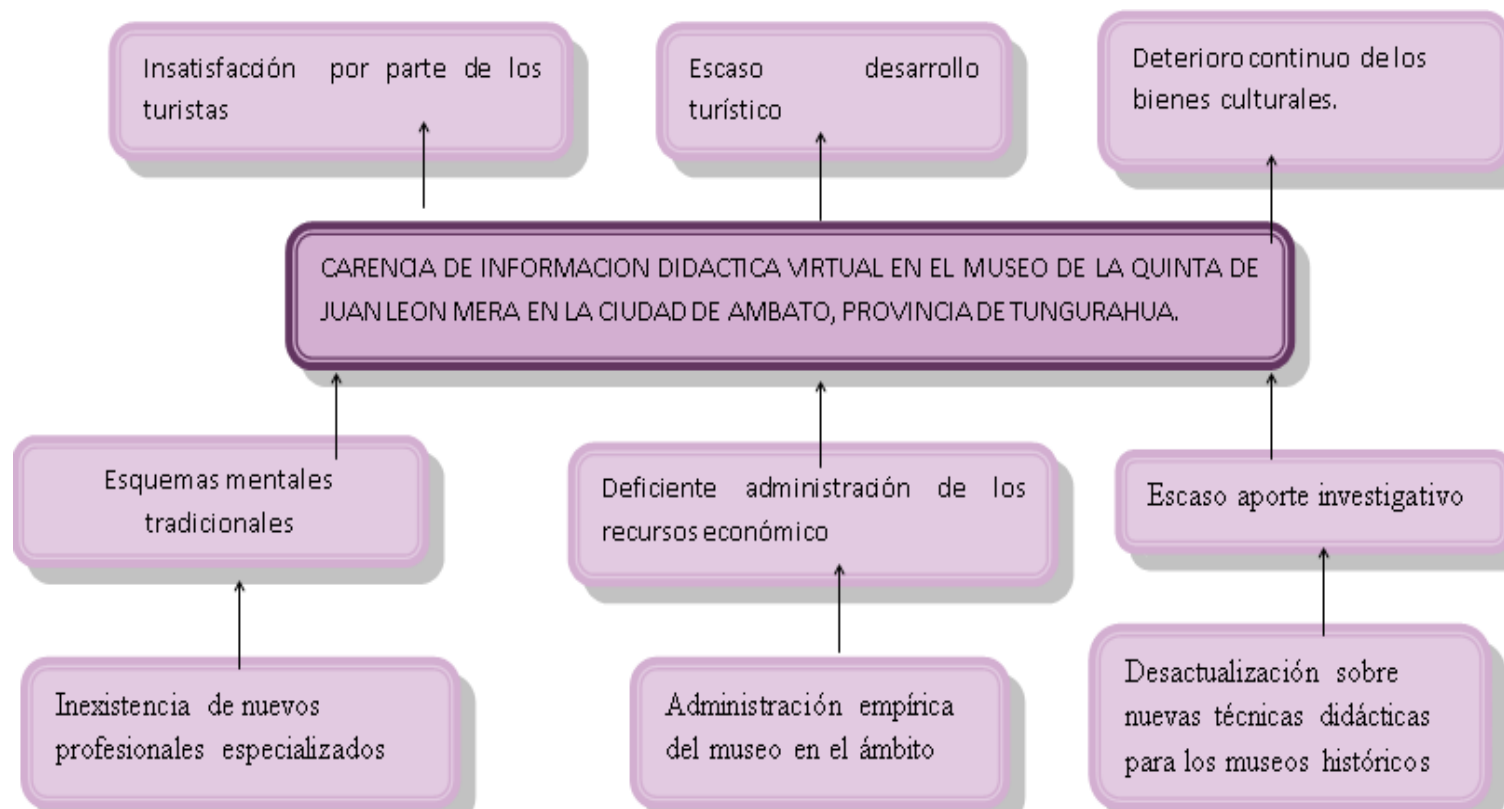 Insatisfacción por parte de los
turistas
Escaso desarrollo
turístico
Deterioro continuo de los
bienes culturales.
CARENCIA DE INFORMACION DIDACTICA VIRTUAL EN EL MUSEO DE LA QUINTA DE
JUAN LEON MERA EN LA CIUDAD DE AMBATO, PROVINCIA DE TUNGURAHUA.
Esquemas mentales
tradicionales
Deficiente administración de los
recursos económico
Escaso aporte investigativo
Inexistencia de nuevos
profesionales especializados
Administración empírica
del museo en el ámbito
Desactualización sobre
nuevas técnicas didácticas
para los museos históricos